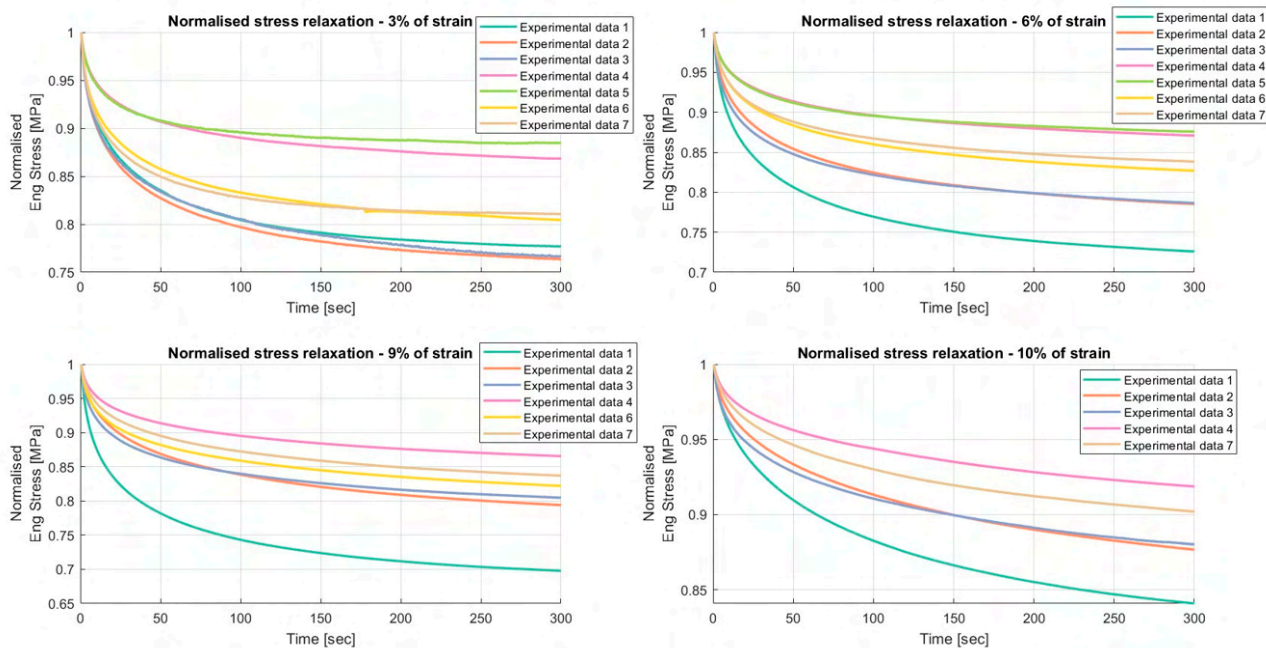 Normalised stress relaxation - 3% of strain
Normalised
Eng Stress [MPa]
1
0.95
0.9
0.85
0.8
0.75
0 50 100 150 200 250 300
Time [sec]
Experimental data 1
Experimental data 2
Experimental data 3
Experimental data 4
Experimental data 5
Experimental data 6
Experimental data 7
Normalised stress relaxation - 6% of strain
Normalised
Eng Stress [MPa]
1
0.95
0.9
0.85
0.8
0.75
0.7
0 50 100 150 200 250 300
Time [sec]
Experimental data 1
Experimental data 2
Experimental data 3
Experimental data 4
Experimental data 5
Experimental data 6
Experimental data 7
Normalised stress relaxation - 9% of strain
Normalised
Eng Stress [MPa]
1
0.95
0.9
0.85
0.8
0.75
0.7
0.65
0 50 100 150 200 250 300
Time [sec]
Experimental data 1
Experimental data 2
Experimental data 3
Experimental data 4
Experimental data 6
Experimental data 7
Normalised stress relaxation - 10% of strain
Normalised
Eng Stress [MPa]
1
0.95
0.9
0.85
0 50 100 150 200 250 300
Time [sec]
Experimental data 1
Experimental data 2
Experimental data 3
Experimental data 4
Experimental data 7